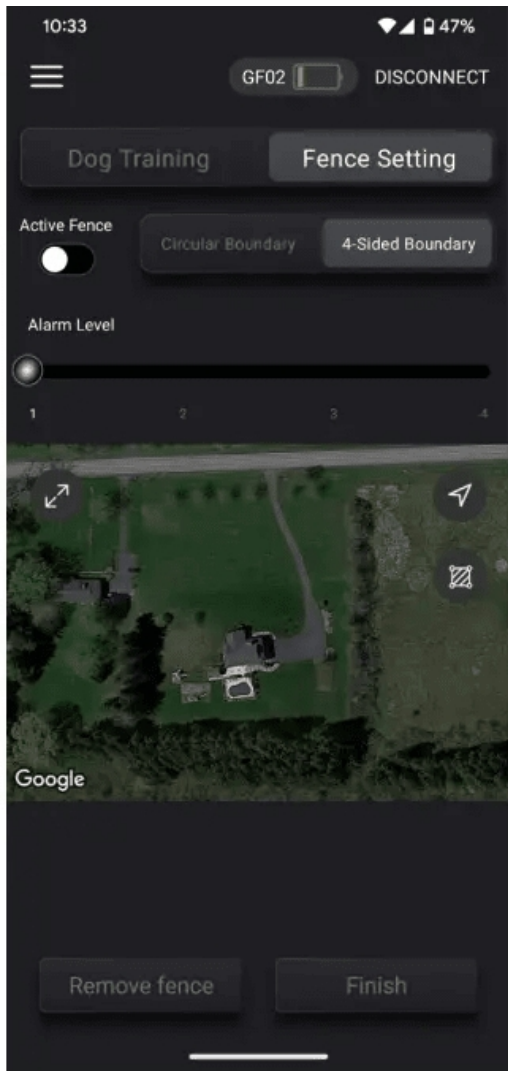 10:33 47%
GF02 DISCONNECT
Dog Training Fence Setting
Active Fence
Circular Boundary 4-Sided Boundary
Alarm Level
1 2 3 4
Google
Remove fence Finish